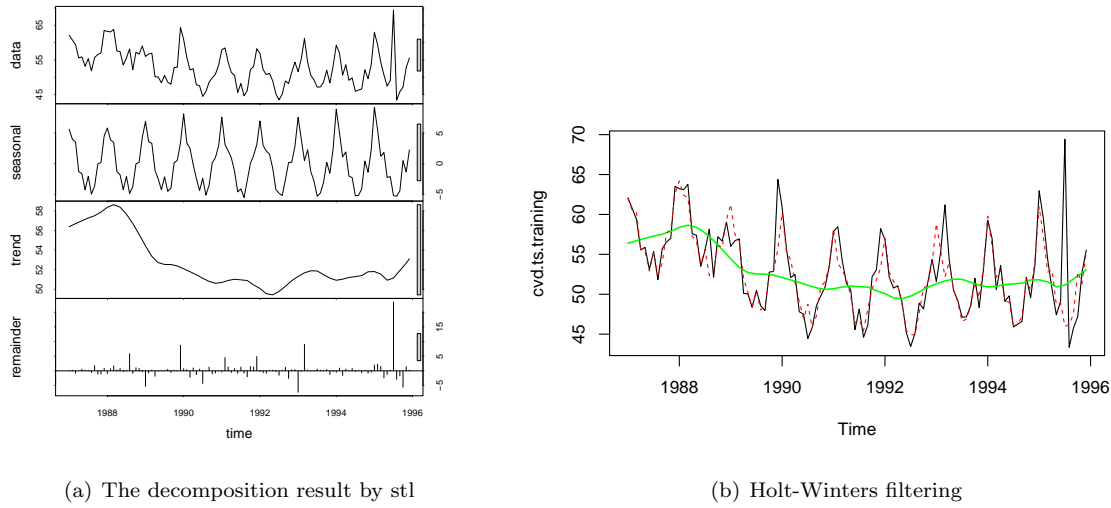 data
45 55 65
seasonal
−5 0 5
trend
50 52 54 56 58
remainder
−5 5 15
1988 1990 1992 1994 1996
time
(a) The decomposition result by stl
cvd.ts.training
45 50 55 60 65 70
1988 1990 1992 1994 1996
Time
(b) Holt-Winters filtering